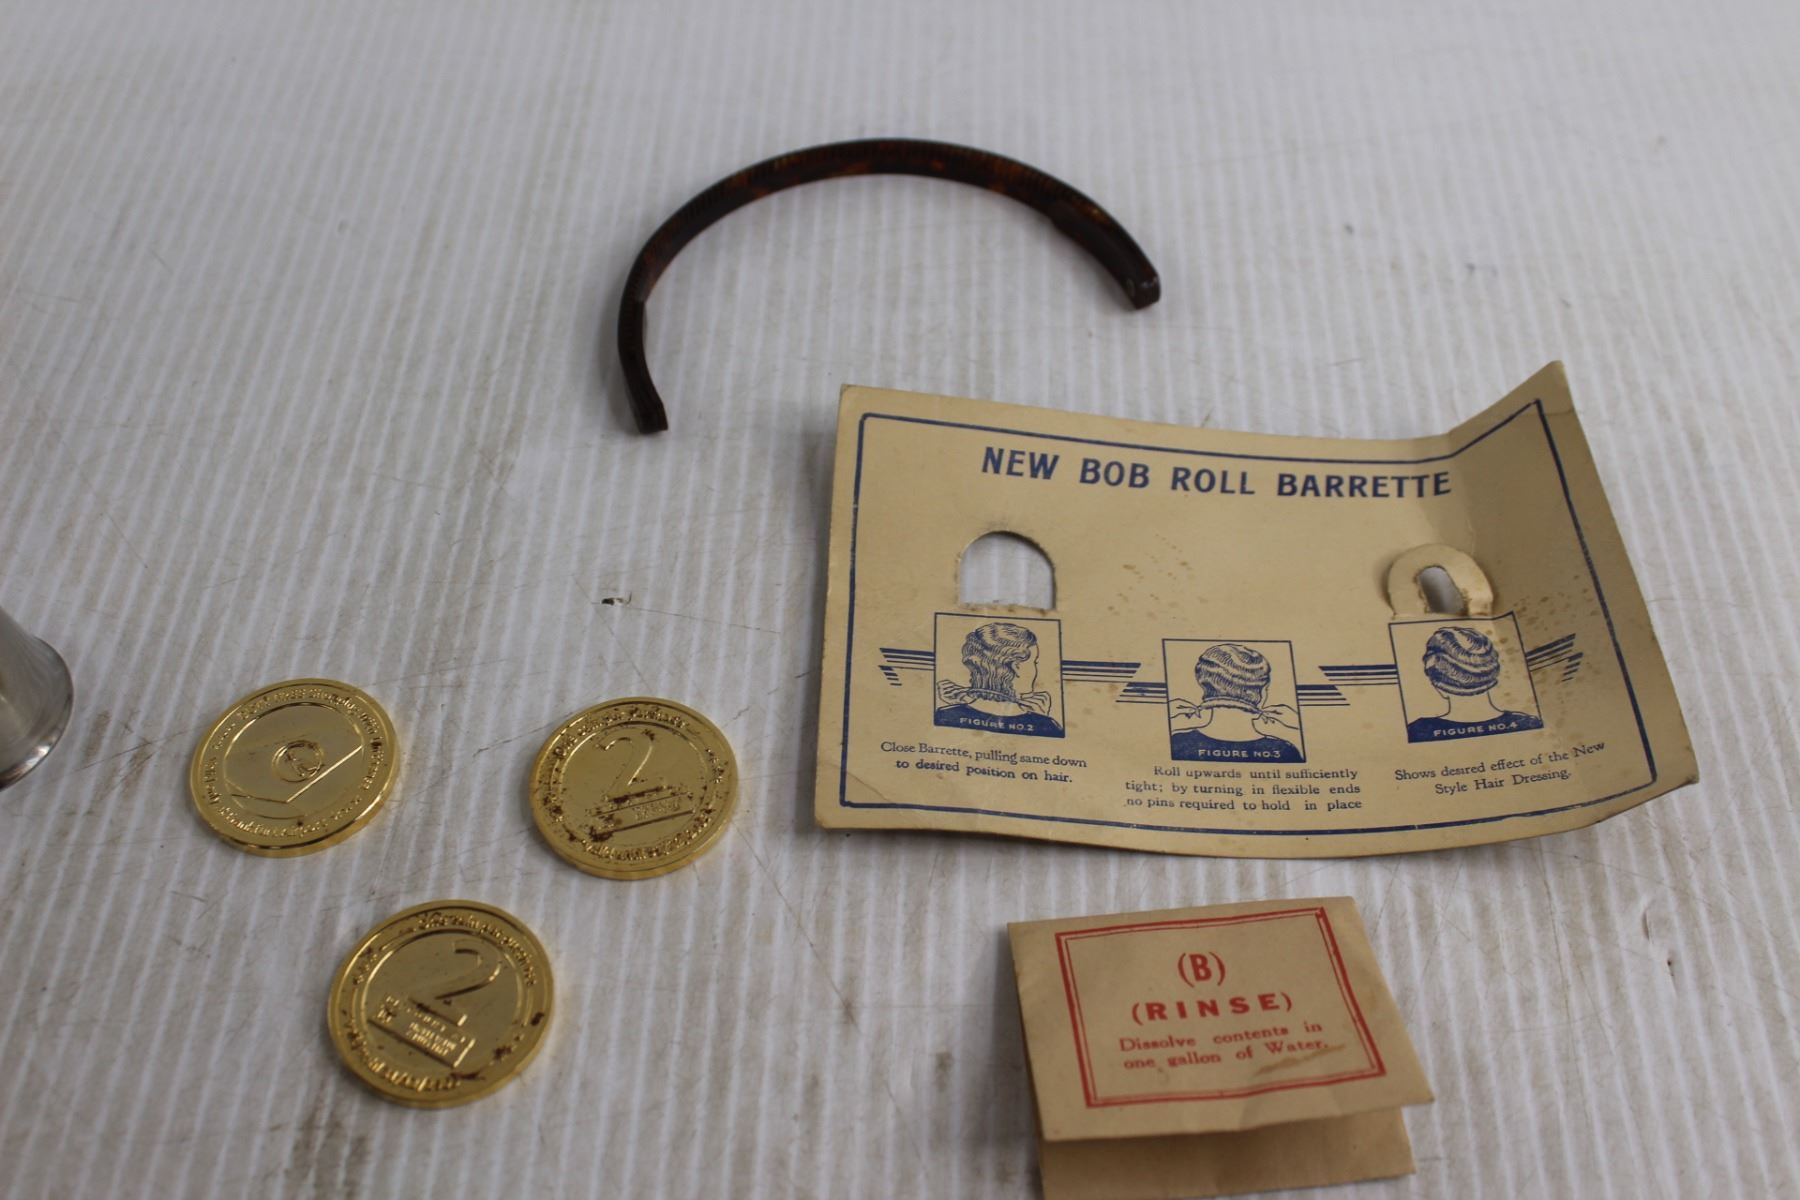 NEW BOB ROLL BARRETTE
FIGURE NO.2
Close Barrette, pulling same down
to desired position on hair.
FIGURE NO.3
Roll upwards until sufficiently
tight; by turning in flexible ends
no pins required to hold in place
FIGURE NO.4
Shows desired effect of the New
Style Hair Dressing.
2
2
(B)
(RINSE)
Dissolve contents in
one gallon of Water.